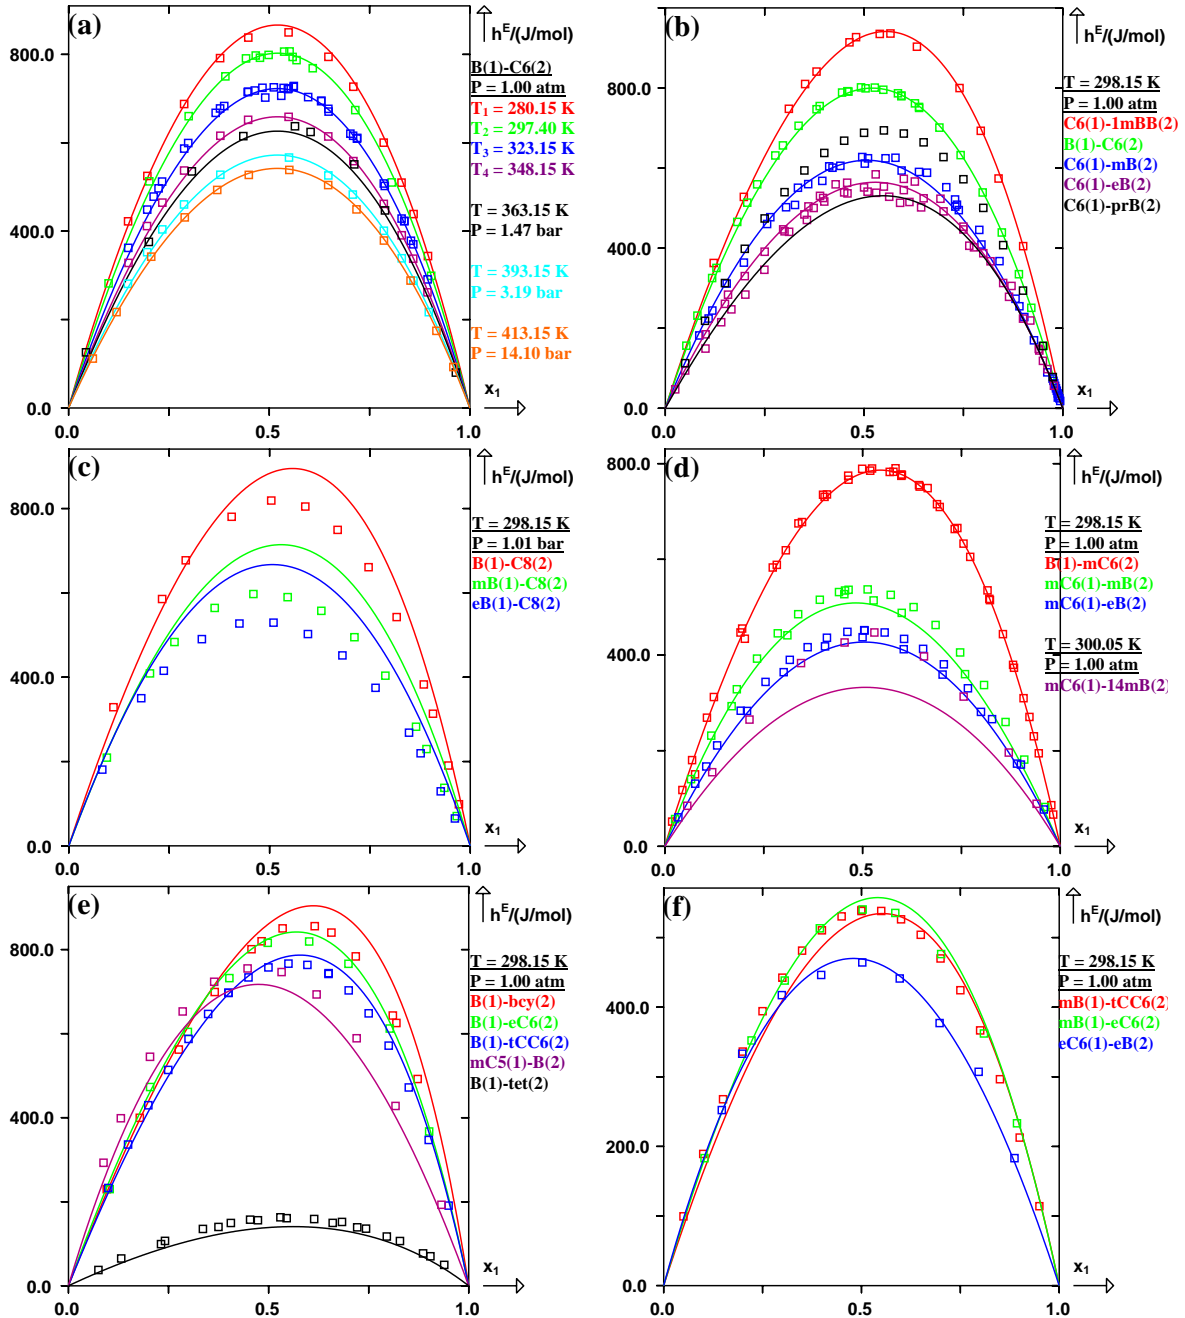 (a)
hᴱ/(J/mol)
800.0
400.0
0.0
B(1)-C6(2)
P = 1.00 atm
T₁ = 280.15 K
T₂ = 297.40 K
T₃ = 323.15 K
T₄ = 348.15 K
T = 363.15 K
P = 1.47 bar
T = 393.15 K
P = 3.19 bar
T = 413.15 K
P = 14.10 bar
x₁
0.0 0.5 1.0
(b)
hᴱ/(J/mol)
800.0
400.0
0.0
T = 298.15 K
P = 1.00 atm
C6(1)-1mBB(2)
B(1)-C6(2)
C6(1)-mB(2)
C6(1)-eB(2)
C6(1)-prB(2)
x₁
0.0 0.5 1.0
(c)
hᴱ/(J/mol)
800.0
400.0
0.0
T = 298.15 K
P = 1.01 bar
B(1)-C8(2)
mB(1)-C8(2)
eB(1)-C8(2)
x₁
0.0 0.5 1.0
(d)
hᴱ/(J/mol)
800.0
400.0
0.0
T = 298.15 K
P = 1.00 atm
B(1)-mC6(2)
mC6(1)-mB(2)
mC6(1)-eB(2)
T = 300.05 K
P = 1.00 atm
mC6(1)-14mB(2)
x₁
0.0 0.5 1.0
(e)
hᴱ/(J/mol)
800.0
400.0
0.0
T = 298.15 K
P = 1.00 atm
B(1)-bcy(2)
B(1)-eC6(2)
B(1)-tCC6(2)
mC5(1)-B(2)
B(1)-tet(2)
x₁
0.0 0.5 1.0
(f)
hᴱ/(J/mol)
400.0
200.0
0.0
T = 298.15 K
P = 1.00 atm
mB(1)-tCC6(2)
mB(1)-eC6(2)
eC6(1)-eB(2)
x₁
0.0 0.5 1.0